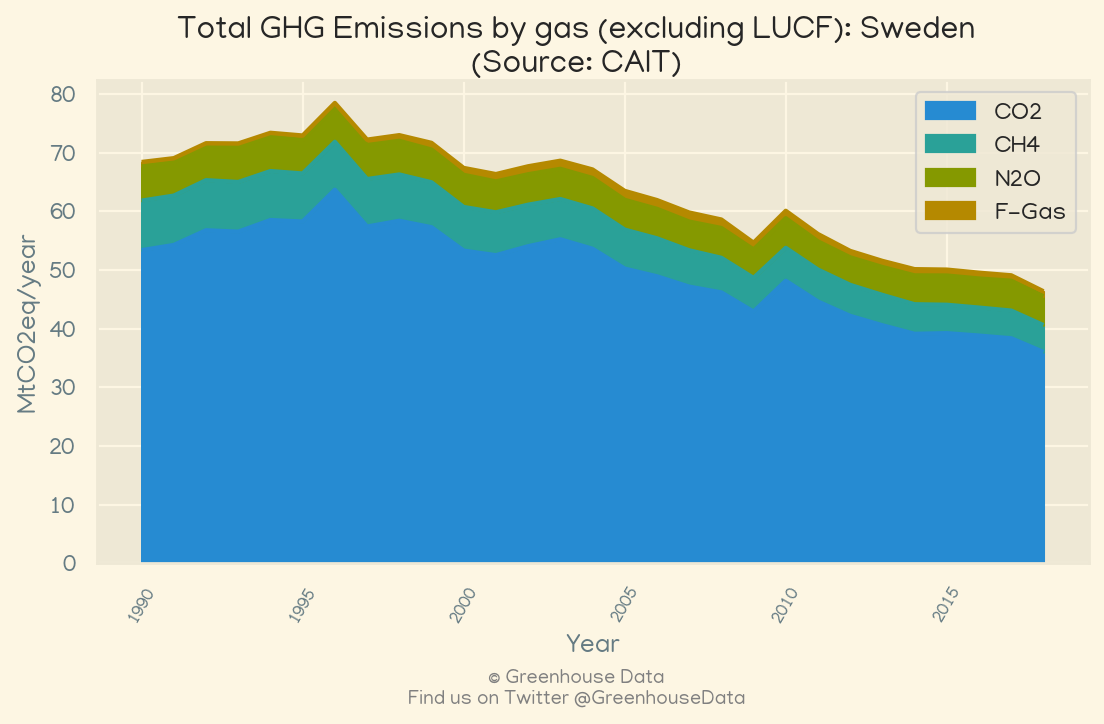 Total GHG Emissions by gas (excluding LUCF): Sweden
(Source: CAIT)
80
70
60
50
40
30
20
10
0
MtCO2eq/year
CO2
CH4
N2O
F-Gas
1990
1995
2000
2005
2010
2015
Year
© Greenhouse Data
Find us on Twitter @GreenhouseData